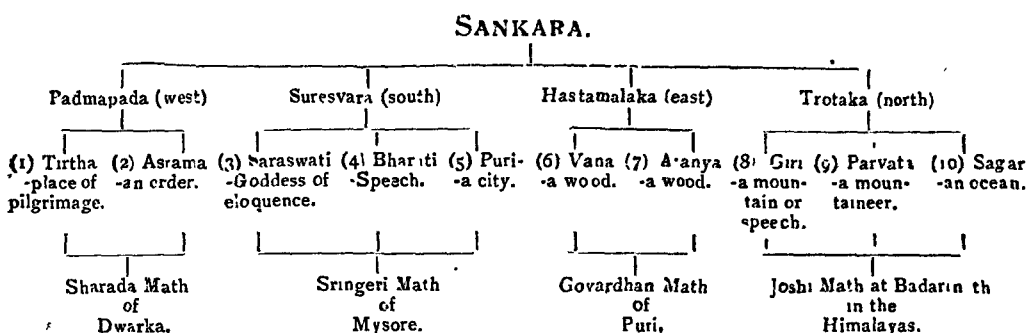 SANKARA.
Padmapada (west) Suresvara (south) Hastamalaka (east) Trotaka (north)
(1) Tirtha (2) Asrama (3) Saraswati (4) Bharati (5) Puri- (6) Vana (7) Aranya (8) Giri (9) Parvata (10) Sagar
-place of -an order. -Goddess of -Speech. a city. -a wood. -a wood. -a moun- -a moun- -an ocean.
pilgrimage. eloquence. tain or taineer.
speech.
Sharada Math Sringeri Math Govardhan Math Joshi Math at Badarin th
of of of in the
Dwarka. Mysore. Puri, Himalayas.